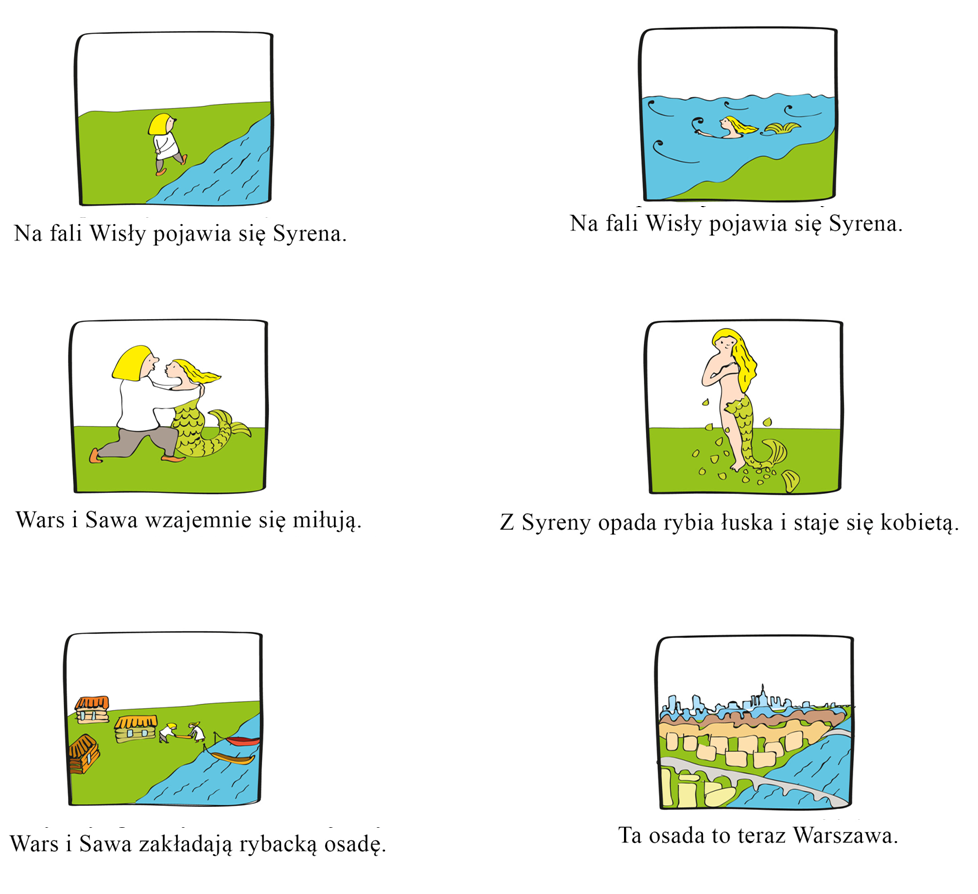 Na fali Wisły pojawia się Syrena.
Na fali Wisły pojawia się Syrena.
Wars i Sawa wzajemnie się miłują.
Z Syreny opada rybia łuska i staje się kobietą.
Wars i Sawa zakładają rybacką osadę.
Ta osada to teraz Warszawa.